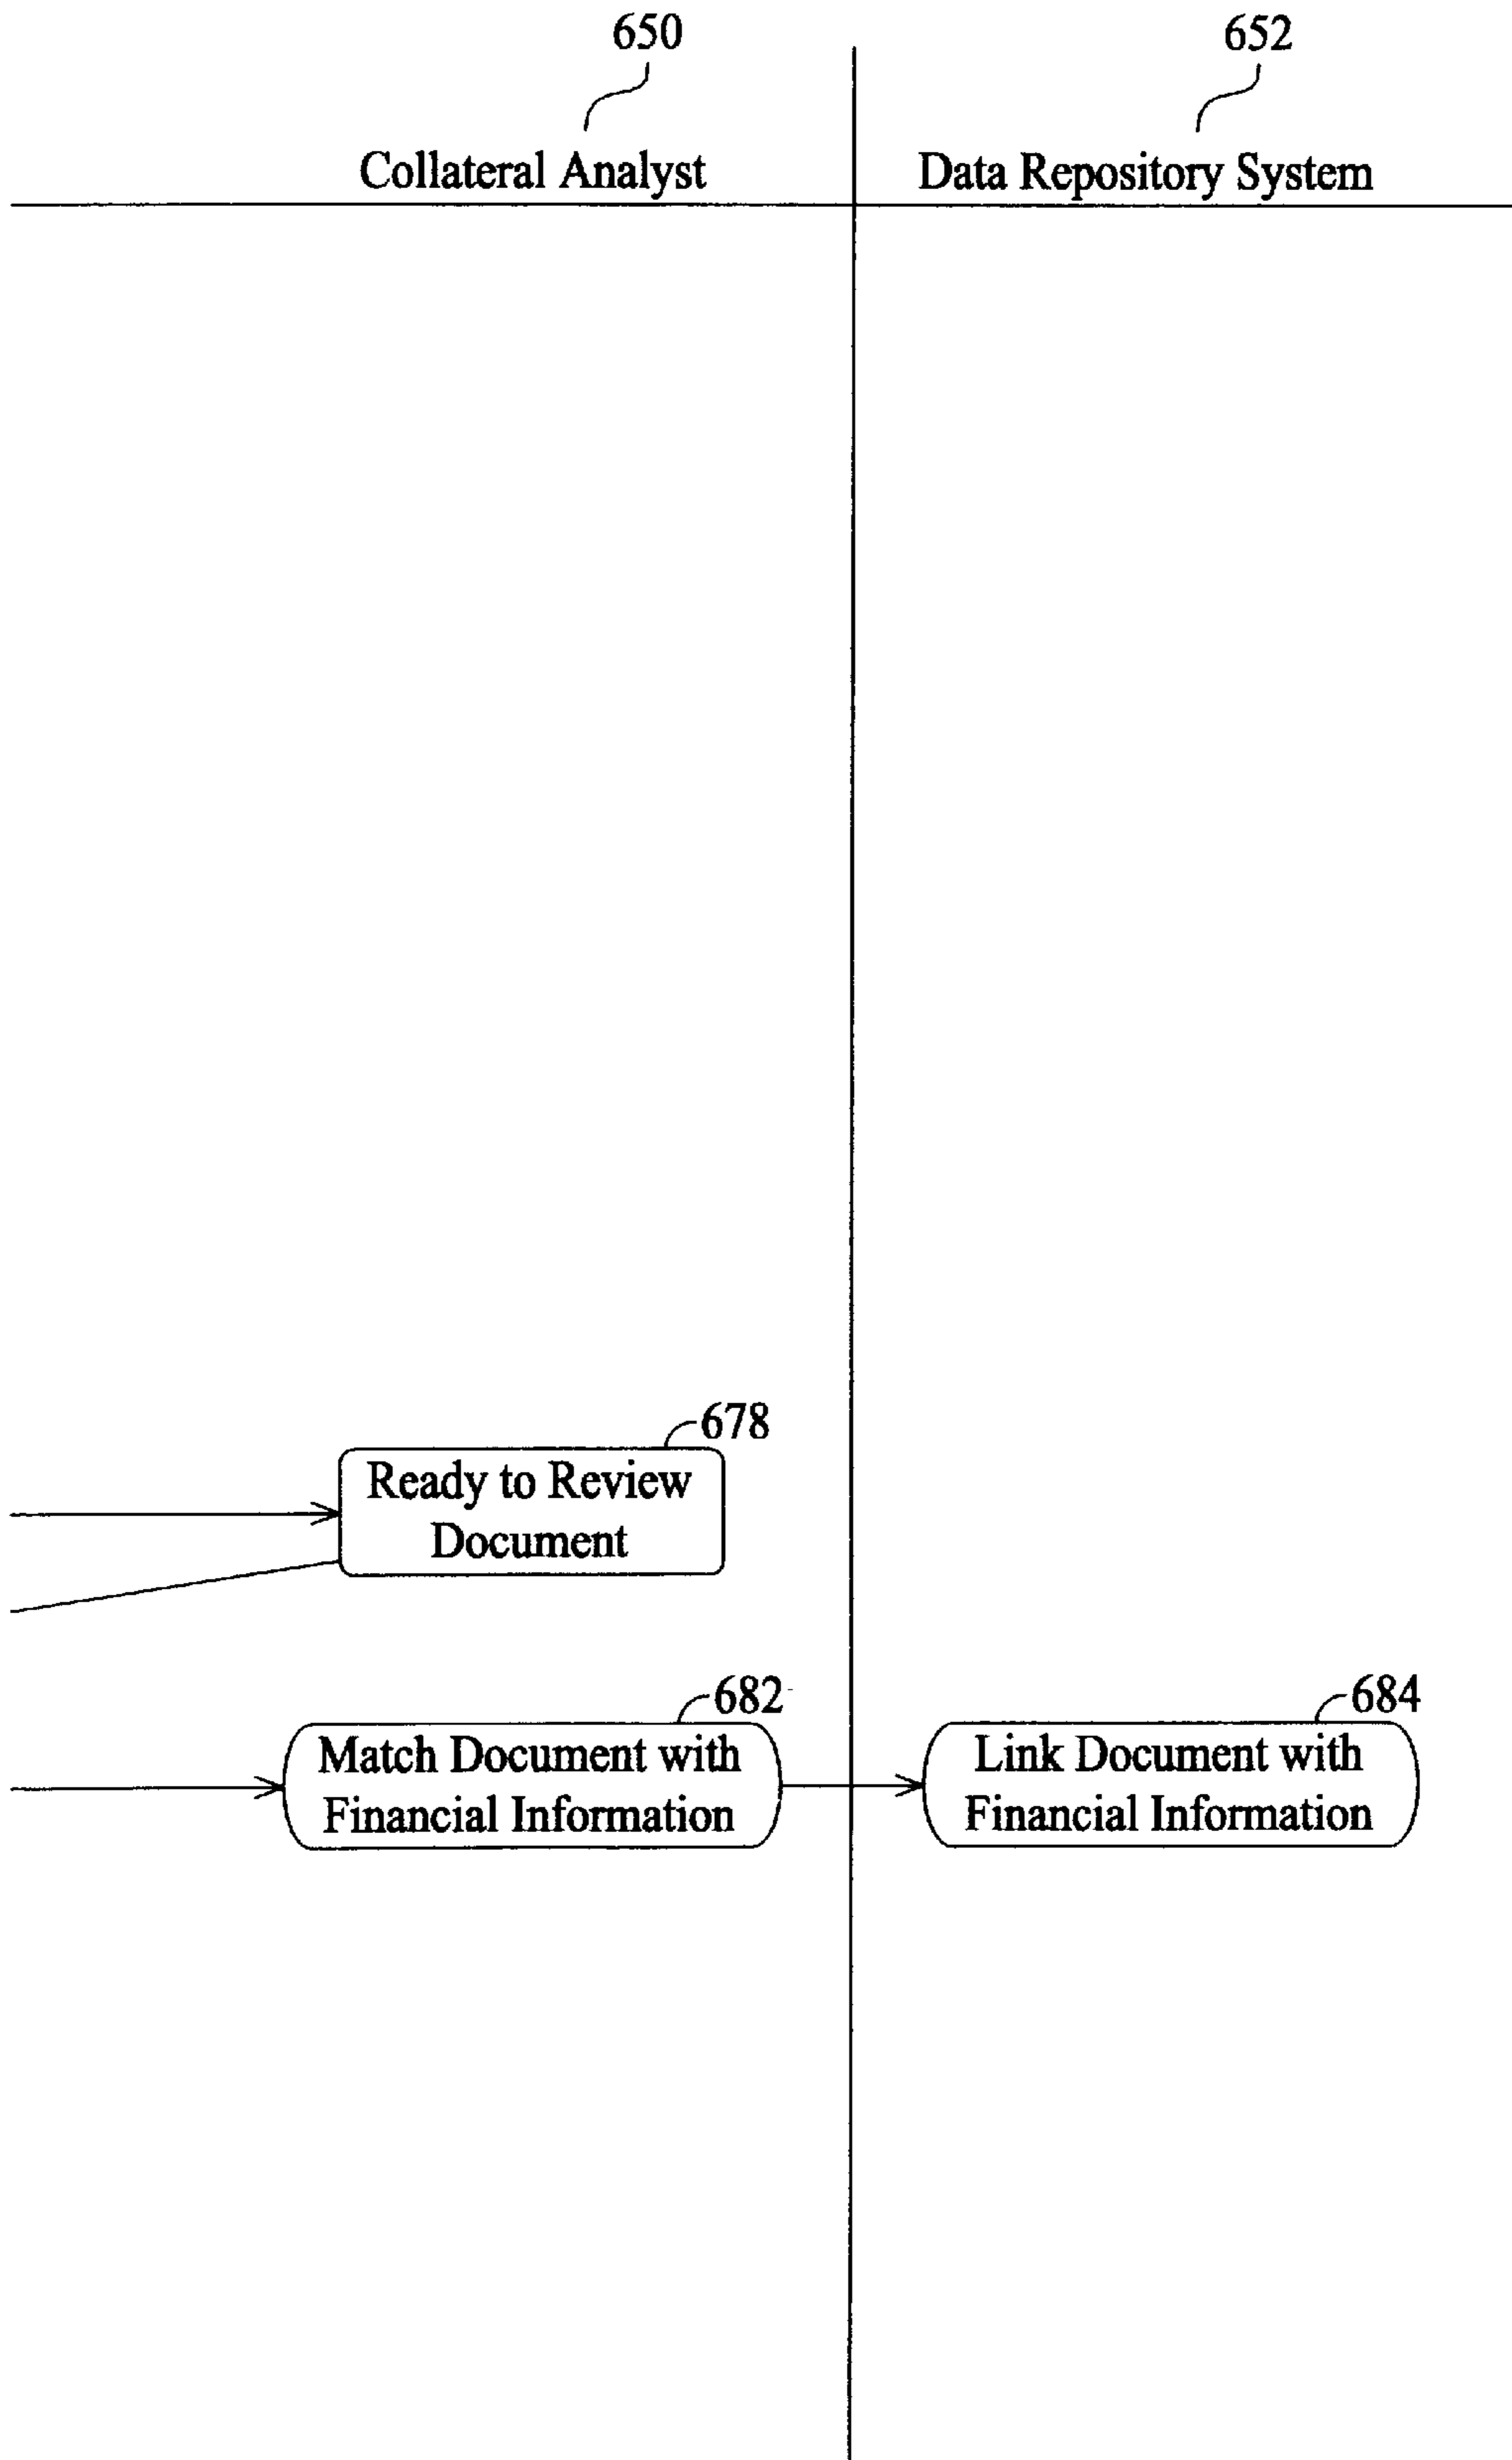 650
652
Collateral Analyst
Data Repository System
678
Ready to Review
Document
682
Match Document with
Financial Information
684
Link Document with
Financial Information